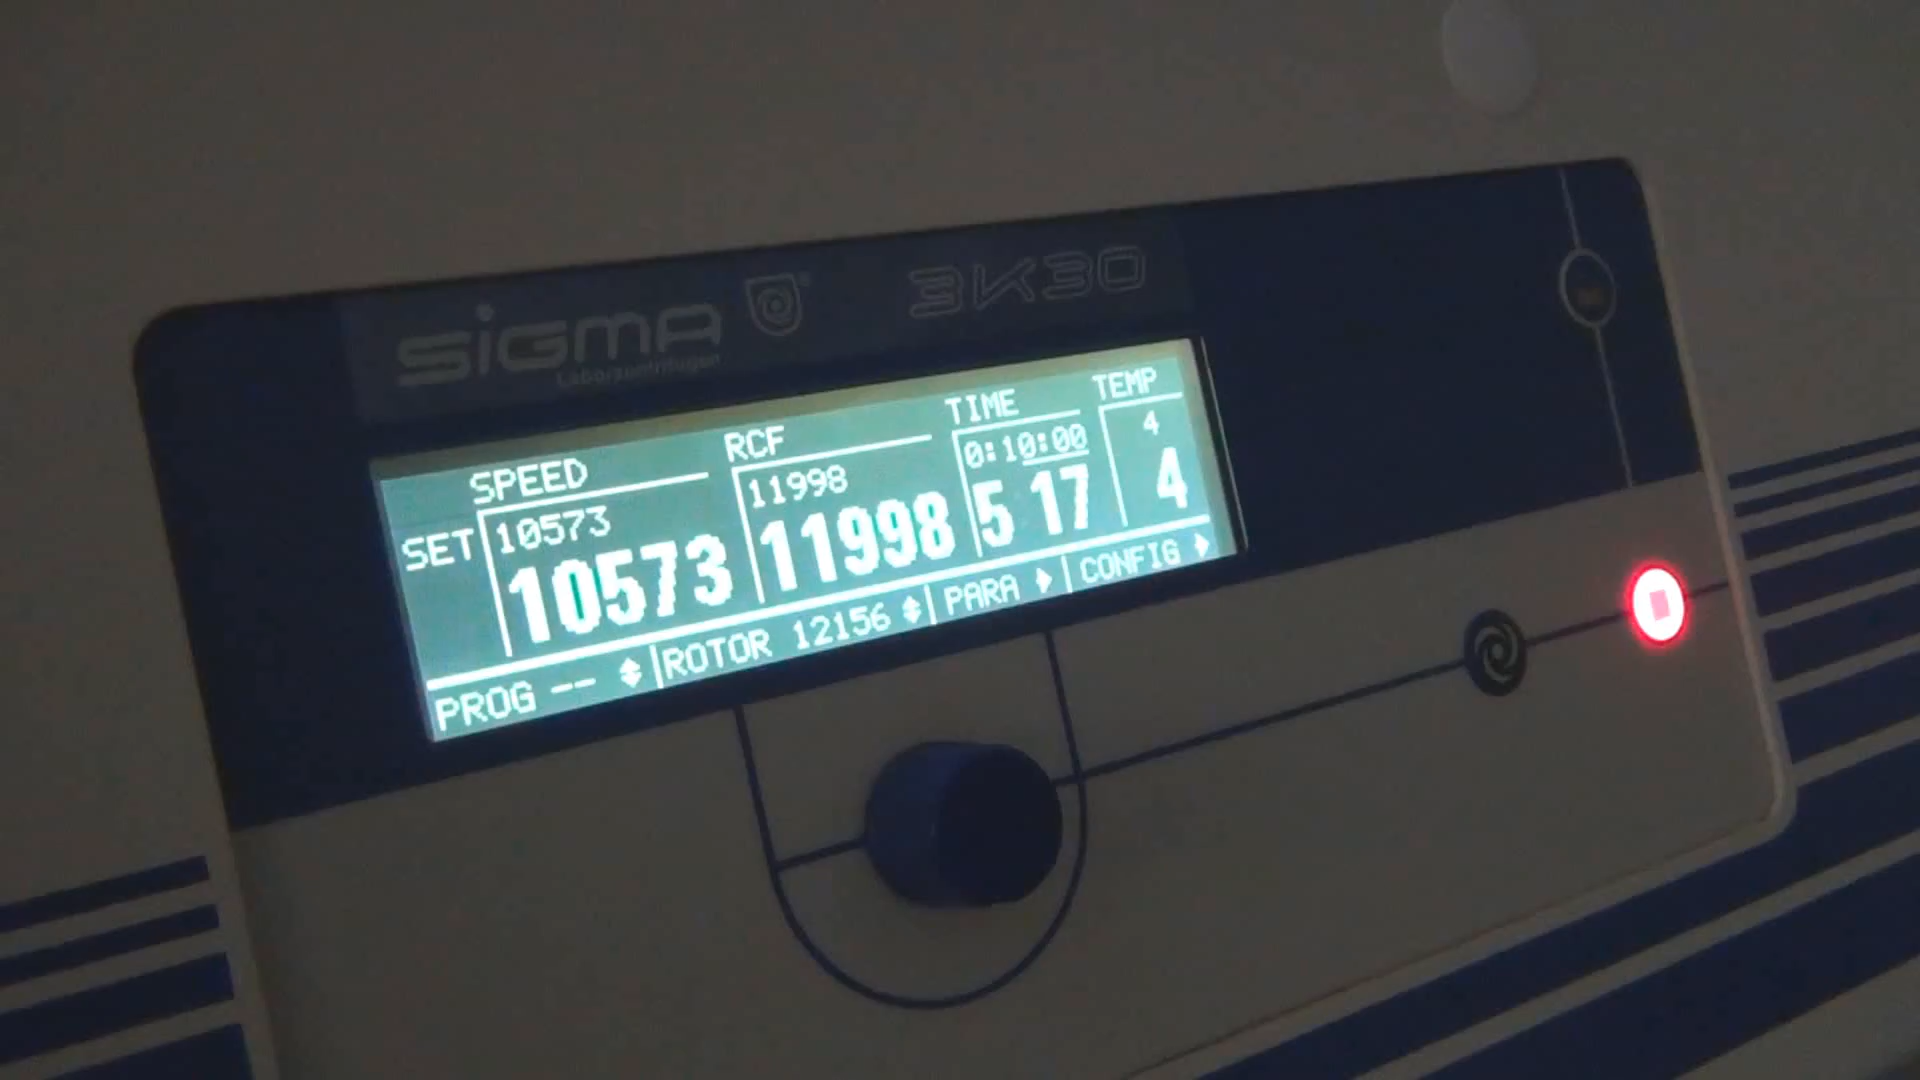 sigma 3K30
Laborzentrifugen
SPEED RCF TIME TEMP
SET 10573 11998 0:10:00 4
10573 11998 5 17 4
PROG -- ROTOR 12156 PARA CONFIG